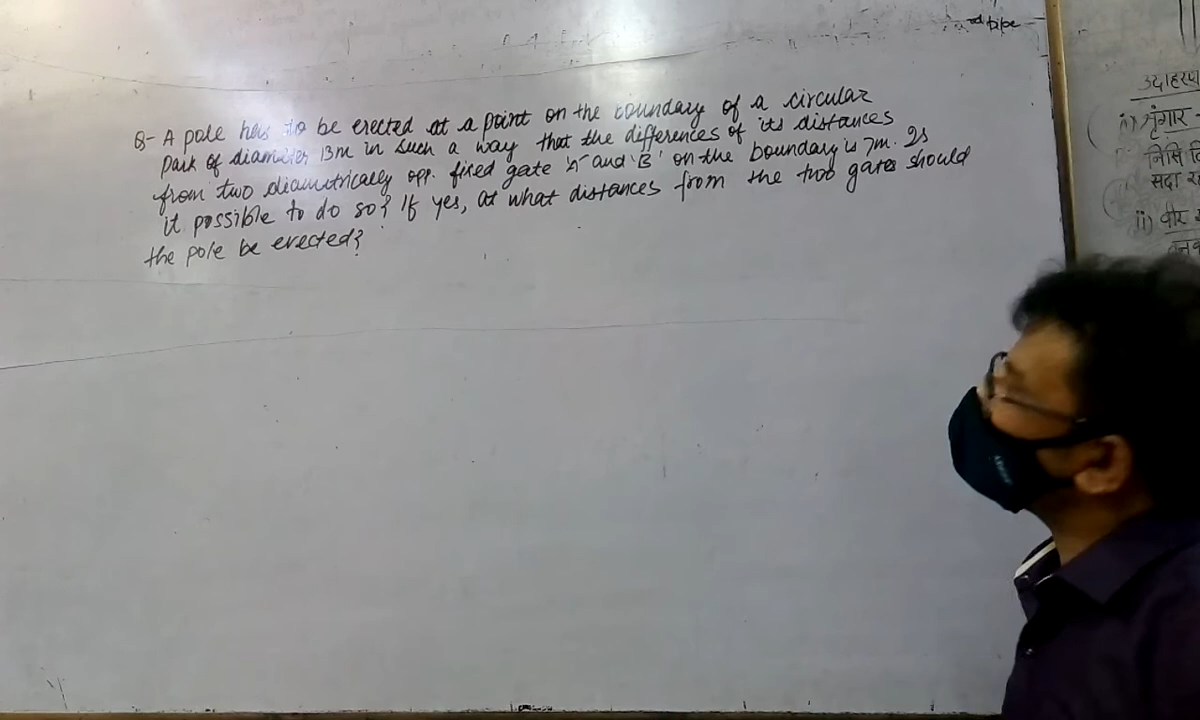 Q- A pole has to be erected at a point on the boundary of a circular
park of diameter 13m in such a way that the differences of its distances
from two diametrically opp. fixed gate 'A' and 'B' on the boundary is 7m. Is
it possible to do so? If yes, at what distances from the two gates should
the pole be erected?
pipe
उदाहरण
i) शृंगार -
निसि
सदा
ii) वीर